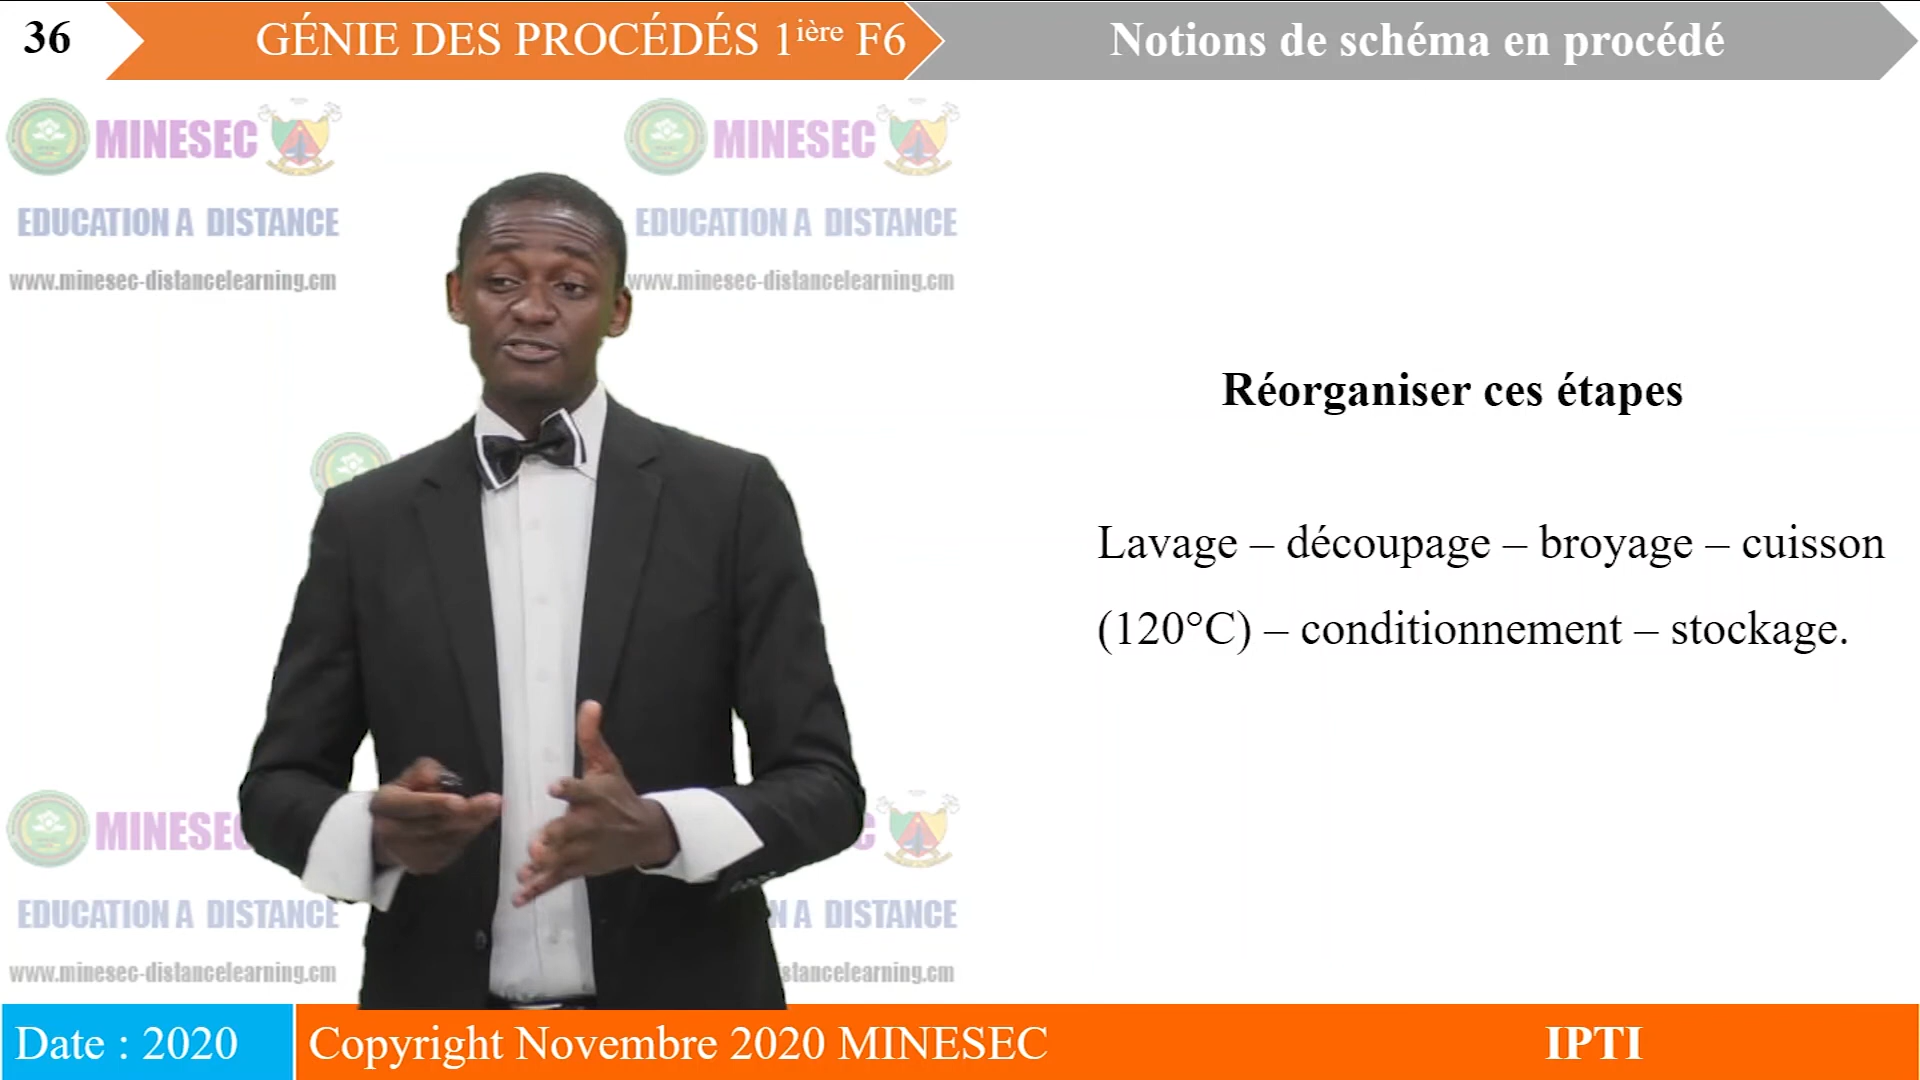 36
GÉNIE DES PROCÉDÉS 1ière F6
Notions de schéma en procédé
MINESEC
MINESEC
EDUCATION A DISTANCE
EDUCATION A DISTANCE
www.minesec-distancelearning.cm
www.minesec-distancelearning.cm
Réorganiser ces étapes
Lavage – découpage – broyage – cuisson
(120°C) – conditionnement – stockage.
MINESEC
C
EDUCATION A DISTANCE
N A DISTANCE
www.minesec-distancelearning.cm
stancelearning.cm
Date : 2020
Copyright Novembre 2020 MINESEC
IPTI